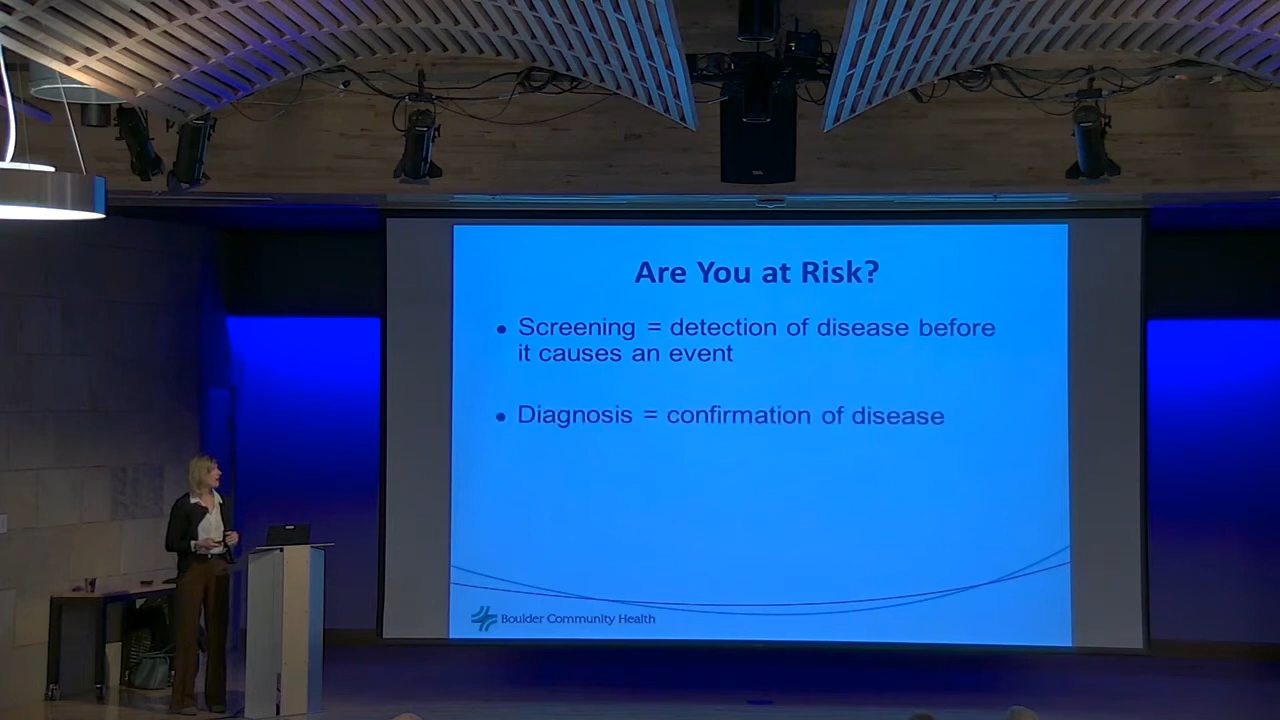 Are You at Risk?
• Screening = detection of disease before
it causes an event
• Diagnosis = confirmation of disease
Boulder Community Health